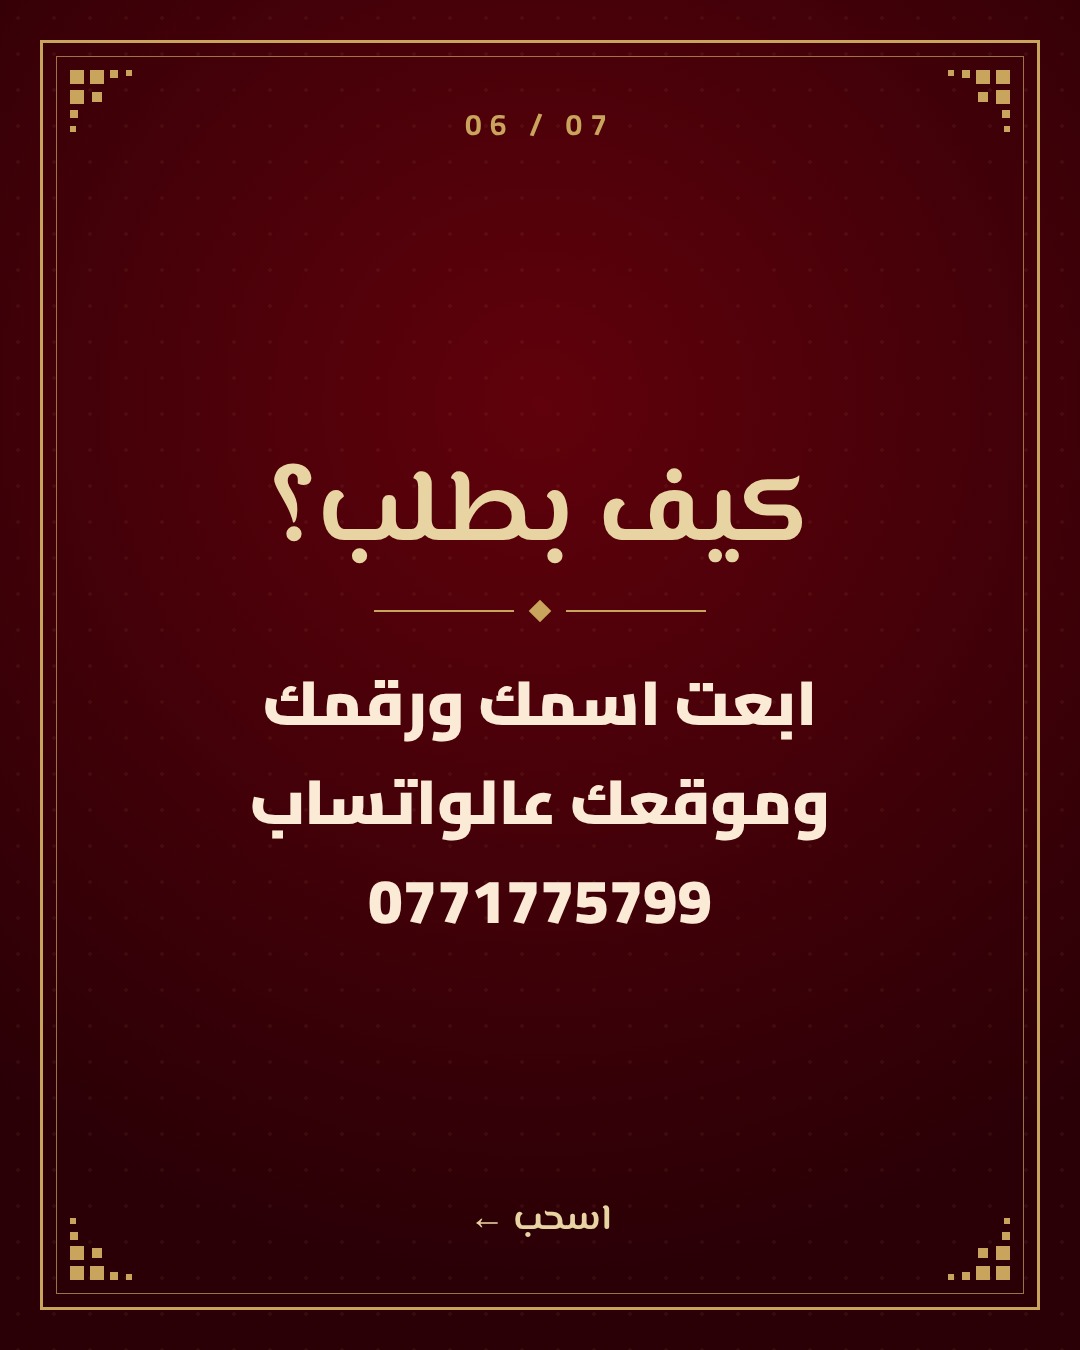 06 / 07
كيف بطلب؟
ابعت اسمك ورقمك
وموقعك عالواتساب
0771775799
اسحب ←